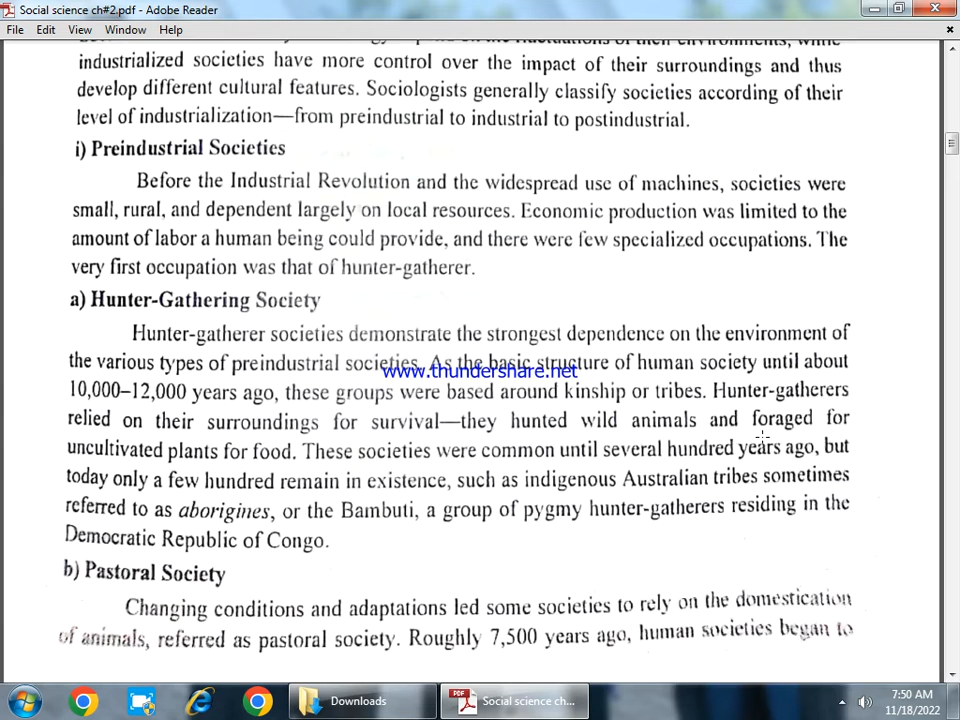 Social science ch#2.pdf - Adobe Reader
File Edit View Window Help
industrialized societies have more control over the impact of their surroundings and thus
develop different cultural features. Sociologists generally classify societies according of their
level of industrialization—from preindustrial to industrial to postindustrial.
i) Preindustrial Societies
Before the Industrial Revolution and the widespread use of machines, societies were
small, rural, and dependent largely on local resources. Economic production was limited to the
amount of labor a human being could provide, and there were few specialized occupations. The
very first occupation was that of hunter-gatherer.
a) Hunter-Gathering Society
Hunter-gatherer societies demonstrate the strongest dependence on the environment of
the various types of preindustrial societies. As the basic structure of human society until about
www.thundershare.net
10,000–12,000 years ago, these groups were based around kinship or tribes. Hunter-gatherers
relied on their surroundings for survival—they hunted wild animals and foraged for
uncultivated plants for food. These societies were common until several hundred years ago, but
today only a few hundred remain in existence, such as indigenous Australian tribes sometimes
referred to as aborigines, or the Bambuti, a group of pygmy hunter-gatherers residing in the
Democratic Republic of Congo.
b) Pastoral Society
Changing conditions and adaptations led some societies to rely on the domestication
of animals, referred as pastoral society. Roughly 7,500 years ago, human societies began to
Downloads
Social science ch...
7:50 AM
11/18/2022